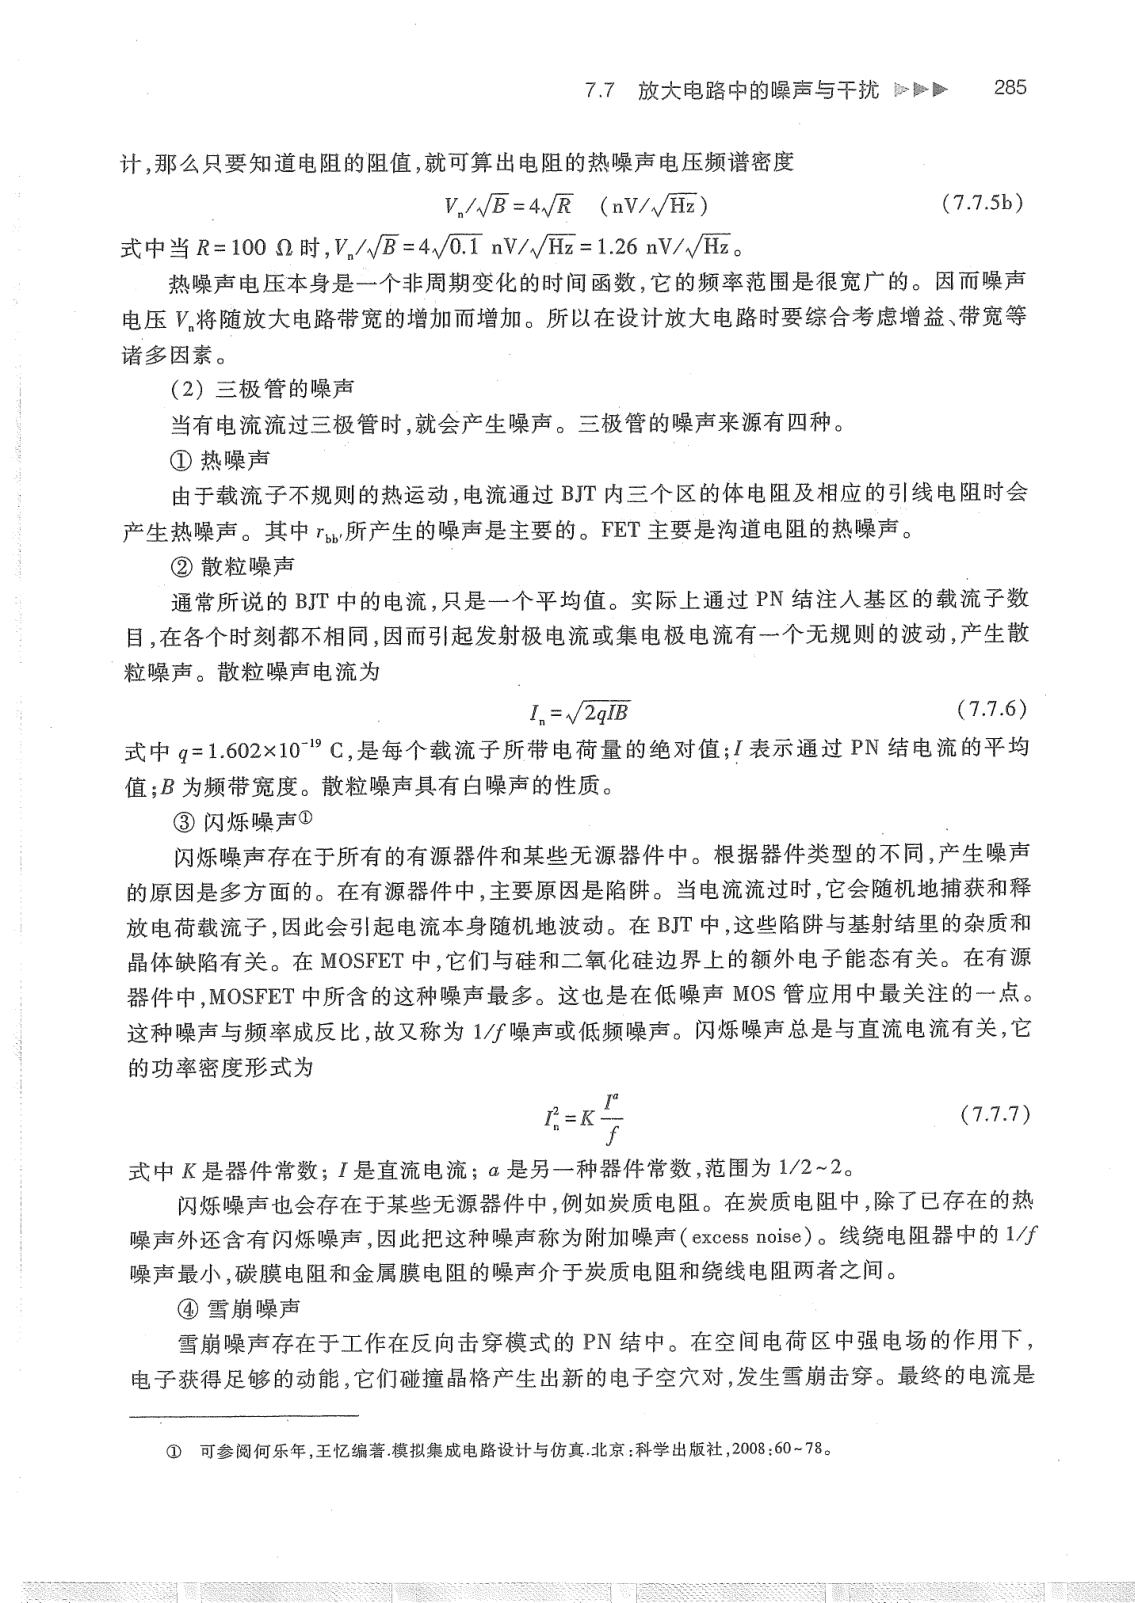 7.7 放大电路中的噪声与干扰 285
计,那么只要知道电阻的阻值,就可算出电阻的热噪声电压频谱密度
Vₙ/√B=4√R (nV/√Hz) (7.7.5b)
式中当 R=100 Ω 时,Vₙ/√B=4√0.1 nV/√Hz=1.26 nV/√Hz。
热噪声电压本身是一个非周期变化的时间函数,它的频率范围是很宽广的。因而噪声
电压 Vₙ将随放大电路带宽的增加而增加。所以在设计放大电路时要综合考虑增益、带宽等
诸多因素。
(2) 三极管的噪声
当有电流流过三极管时,就会产生噪声。三极管的噪声来源有四种。
① 热噪声
由于载流子不规则的热运动,电流通过 BJT 内三个区的体电阻及相应的引线电阻时会
产生热噪声。其中 r_bb′所产生的噪声是主要的。FET 主要是沟道电阻的热噪声。
② 散粒噪声
通常所说的 BJT 中的电流,只是一个平均值。实际上通过 PN 结注入基区的载流子数
目,在各个时刻都不相同,因而引起发射极电流或集电极电流有一个无规则的波动,产生散
粒噪声。散粒噪声电流为
Iₙ=√2qIB (7.7.6)
式中 q=1.602×10⁻¹⁹ C,是每个载流子所带电荷量的绝对值;I 表示通过 PN 结电流的平均
值;B 为频带宽度。散粒噪声具有白噪声的性质。
③ 闪烁噪声①
闪烁噪声存在于所有的有源器件和某些无源器件中。根据器件类型的不同,产生噪声
的原因是多方面的。在有源器件中,主要原因是陷阱。当电流流过时,它会随机地捕获和释
放电荷载流子,因此会引起电流本身随机地波动。在 BJT 中,这些陷阱与基射结里的杂质和
晶体缺陷有关。在 MOSFET 中,它们与硅和二氧化硅边界上的额外电子能态有关。在有源
器件中,MOSFET 中所含的这种噪声最多。这也是在低噪声 MOS 管应用中最关注的一点。
这种噪声与频率成反比,故又称为 1/f 噪声或低频噪声。闪烁噪声总是与直流电流有关,它
的功率密度形式为
Iₙ²=K Iᵃ/f (7.7.7)
式中 K 是器件常数; I 是直流电流; a 是另一种器件常数,范围为 1/2~2。
闪烁噪声也会存在于某些无源器件中,例如炭质电阻。在炭质电阻中,除了已存在的热
噪声外还含有闪烁噪声,因此把这种噪声称为附加噪声(excess noise)。线绕电阻器中的 1/f
噪声最小,碳膜电阻和金属膜电阻的噪声介于炭质电阻和绕线电阻两者之间。
④ 雪崩噪声
雪崩噪声存在于工作在反向击穿模式的 PN 结中。在空间电荷区中强电场的作用下,
电子获得足够的动能,它们碰撞晶格产生出新的电子空穴对,发生雪崩击穿。最终的电流是
① 可参阅何乐年,王忆编著.模拟集成电路设计与仿真.北京:科学出版社,2008:60~78。